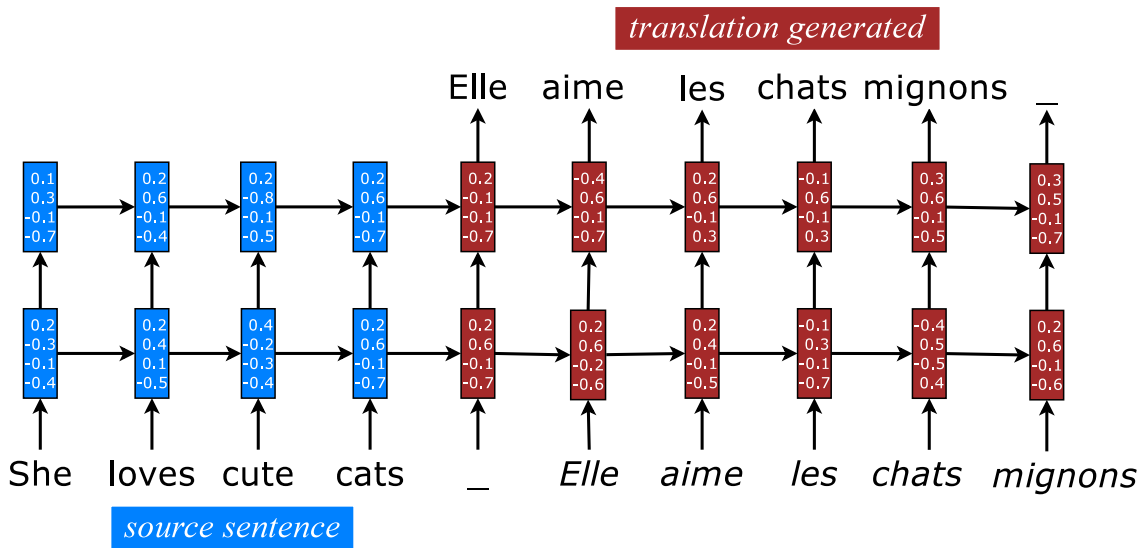 translation generated
Elle aime les chats mignons _
0.1 0.2 0.2 0.2 0.2 -0.4 0.2 -0.1 0.3 0.3
0.3 0.6 -0.8 0.6 -0.1 0.6 0.6 0.6 0.6 0.5
-0.1 -0.1 -0.1 -0.1 -0.1 -0.1 -0.1 -0.1 -0.1 -0.1
-0.7 -0.4 -0.5 -0.7 -0.7 -0.7 0.3 0.3 -0.5 -0.7
0.2 0.2 0.4 0.2 0.2 0.2 0.2 -0.1 -0.4 0.2
-0.3 0.4 -0.2 0.6 0.6 0.6 0.4 0.3 0.5 0.6
-0.1 0.1 -0.3 -0.1 -0.1 -0.2 -0.1 -0.1 -0.5 -0.1
-0.4 -0.5 -0.4 -0.7 -0.7 -0.6 -0.5 -0.7 0.4 -0.6
She loves cute cats _ Elle aime les chats mignons
source sentence